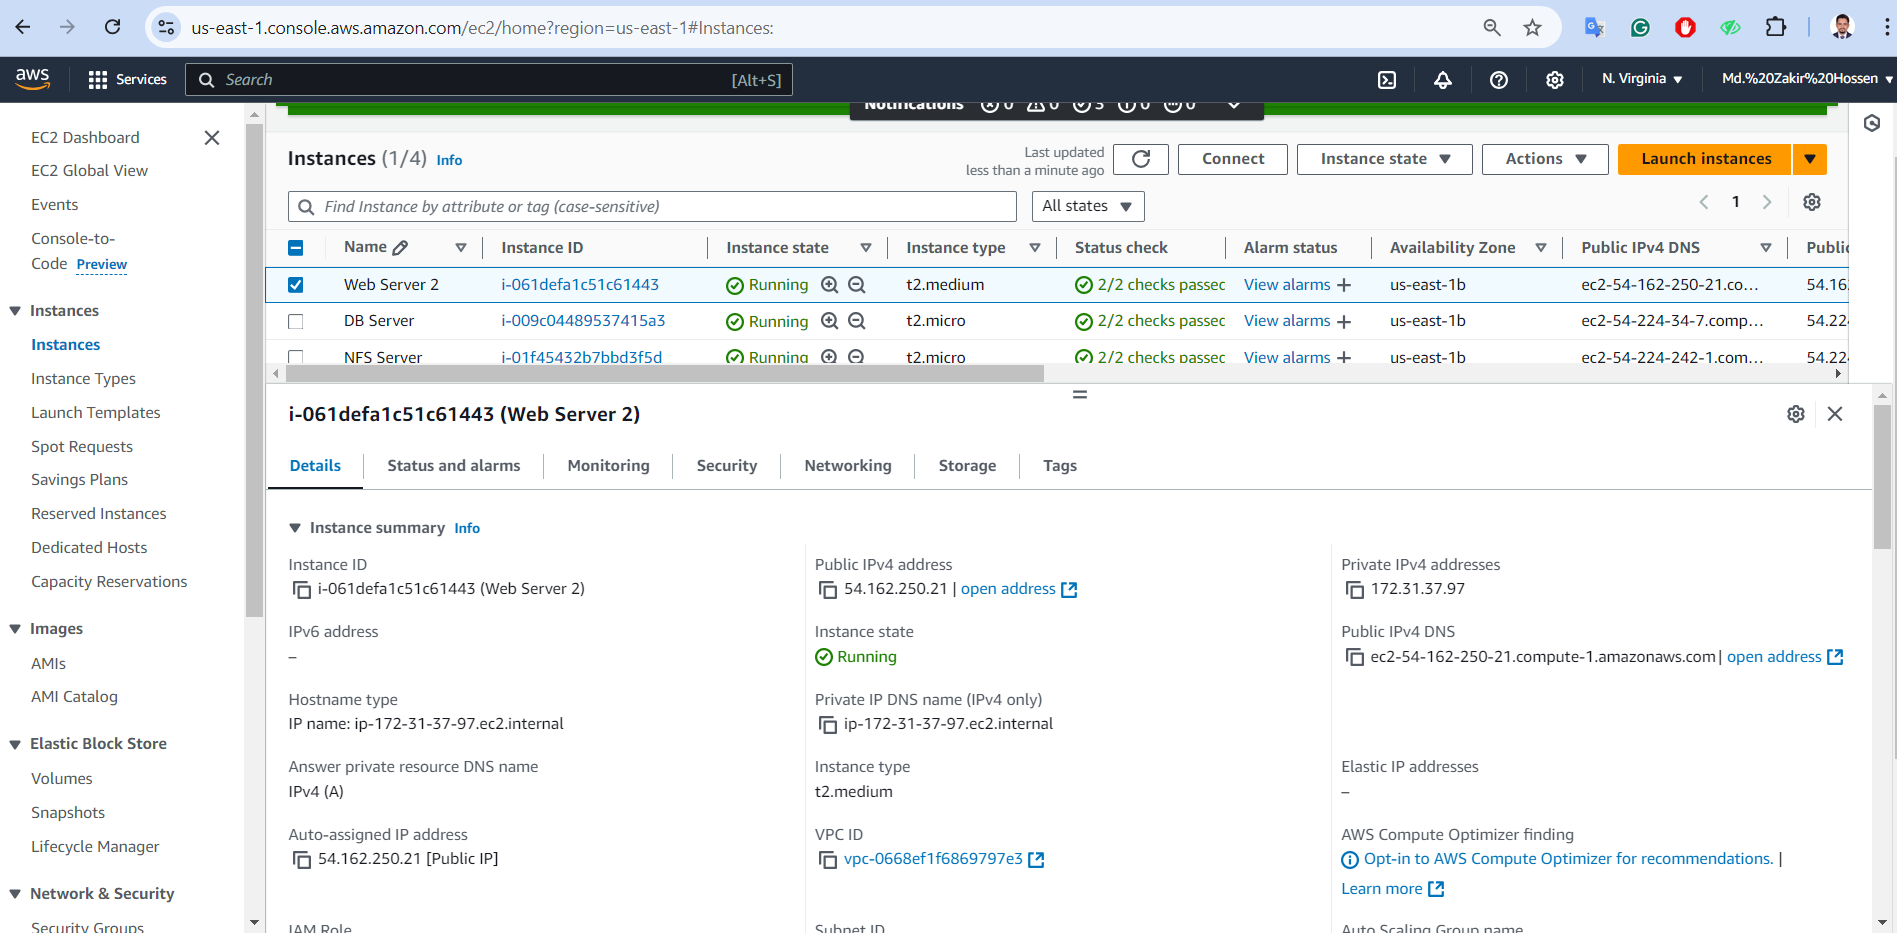 us-east-1.console.aws.amazon.com/ec2/home?region=us-east-1#Instances:
aws Services Search [Alt+S] N. Virginia Md.%20Zakir%20Hossen
EC2 Dashboard
EC2 Global View
Events
Console-to-
Code Preview
Instances
Instances
Instance Types
Launch Templates
Spot Requests
Savings Plans
Reserved Instances
Dedicated Hosts
Capacity Reservations
Images
AMIs
AMI Catalog
Elastic Block Store
Volumes
Snapshots
Lifecycle Manager
Network & Security
Security Groups
Notifications 0 0 3 0 0
Instances (1/4) Info
Last updated
less than a minute ago
Connect Instance state Actions Launch instances
Find Instance by attribute or tag (case-sensitive) All states 1
Name Instance ID Instance state Instance type Status check Alarm status Availability Zone Public IPv4 DNS Public
Web Server 2 i-061defa1c51c61443 Running t2.medium 2/2 checks passed View alarms us-east-1b ec2-54-162-250-21.co... 54.16
DB Server i-009c04489537415a3 Running t2.micro 2/2 checks passed View alarms us-east-1b ec2-54-224-34-7.comp... 54.22
NFS Server i-01f45432b7bbd3f5d Running t2.micro 2/2 checks passed View alarms us-east-1b ec2-54-224-242-1.com... 54.22
i-061defa1c51c61443 (Web Server 2)
Details Status and alarms Monitoring Security Networking Storage Tags
Instance summary Info
Instance ID
i-061defa1c51c61443 (Web Server 2)
Public IPv4 address
54.162.250.21 | open address
Private IPv4 addresses
172.31.37.97
IPv6 address
–
Instance state
Running
Public IPv4 DNS
ec2-54-162-250-21.compute-1.amazonaws.com | open address
Hostname type
IP name: ip-172-31-37-97.ec2.internal
Private IP DNS name (IPv4 only)
ip-172-31-37-97.ec2.internal
Answer private resource DNS name
IPv4 (A)
Instance type
t2.medium
Elastic IP addresses
–
Auto-assigned IP address
54.162.250.21 [Public IP]
VPC ID
vpc-0668ef1f6869797e3
AWS Compute Optimizer finding
Opt-in to AWS Compute Optimizer for recommendations. |
Learn more
IAM Role
Subnet ID
Auto Scaling Group name